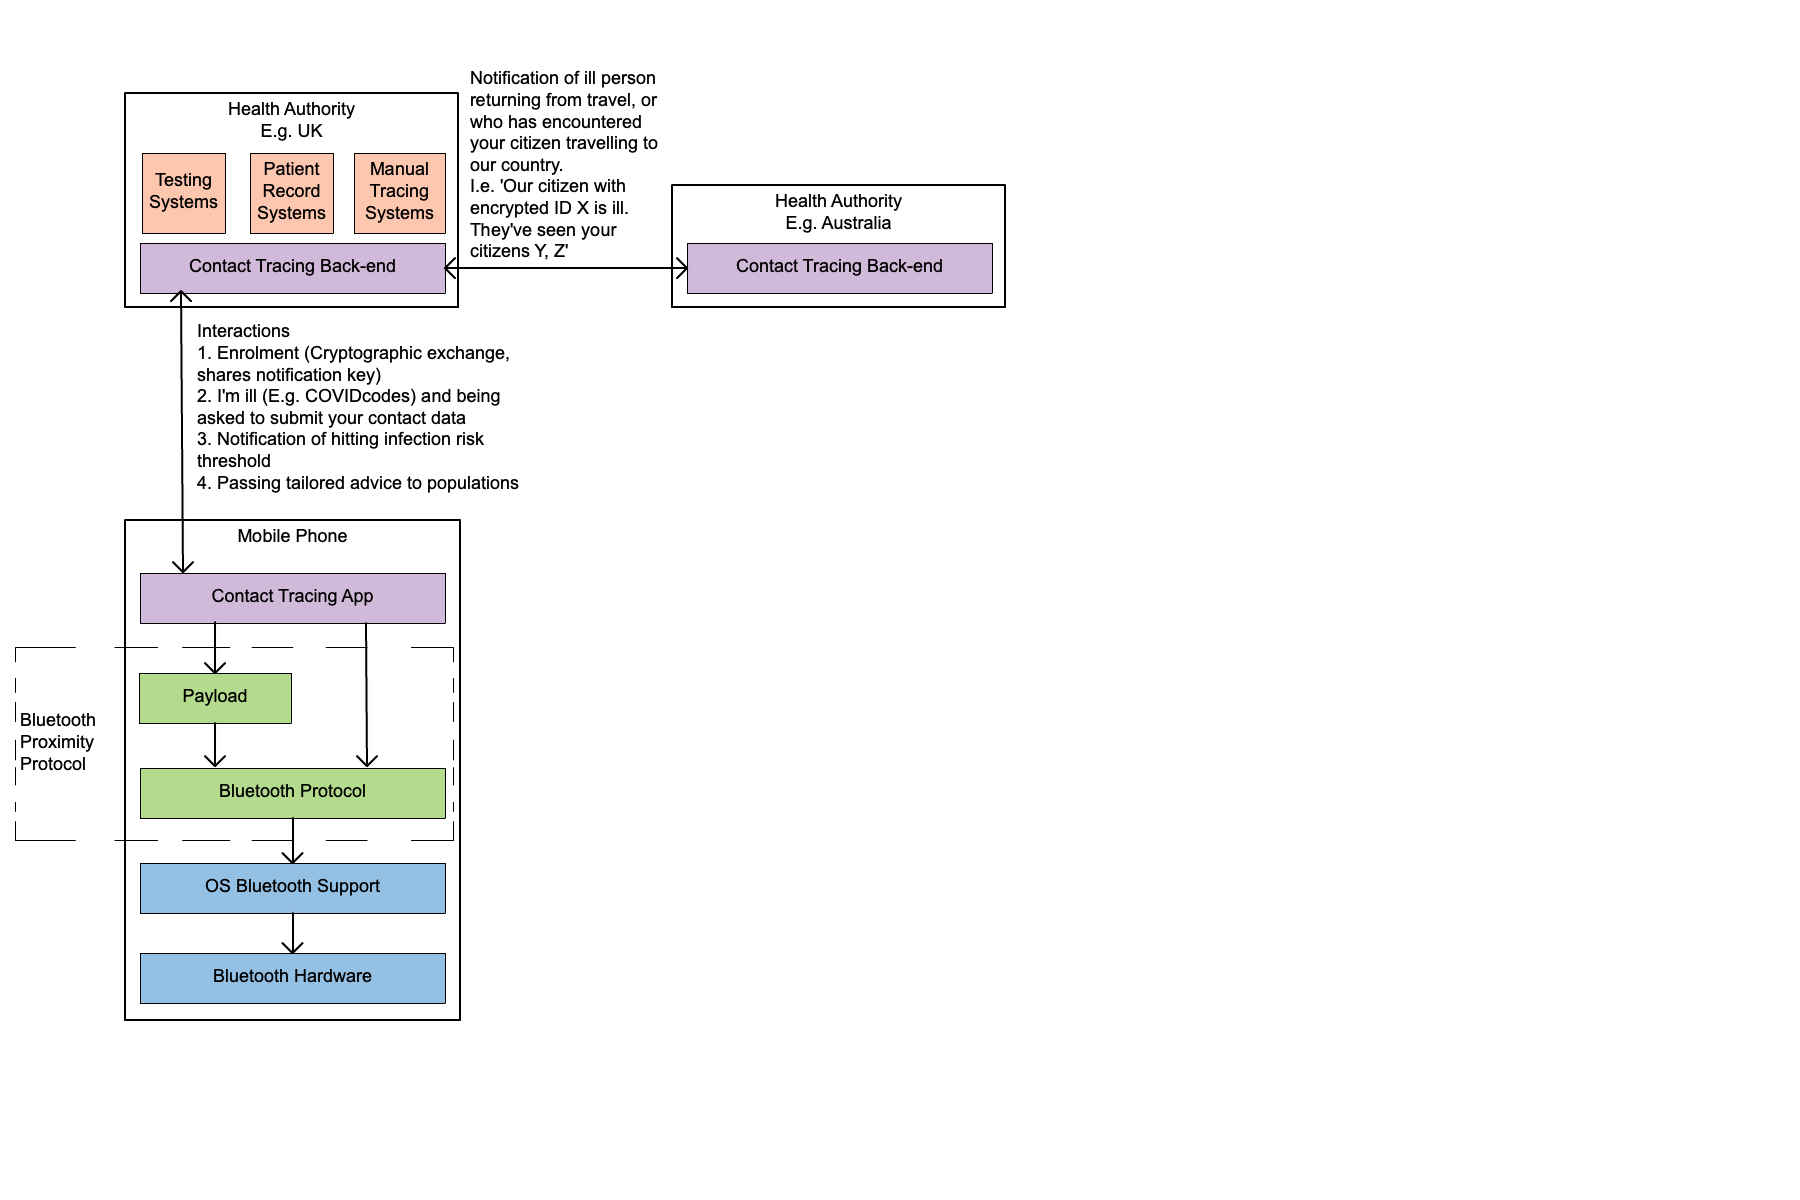 Health Authority
E.g. UK
Testing
Systems
Patient
Record
Systems
Manual
Tracing
Systems
Contact Tracing Back-end
Notification of ill person
returning from travel, or
who has encountered
your citizen travelling to
our country.
I.e. 'Our citizen with
encrypted ID X is ill.
They've seen your
citizens Y, Z'
Health Authority
E.g. Australia
Contact Tracing Back-end
Interactions
1. Enrolment (Cryptographic exchange,
shares notification key)
2. I'm ill (E.g. COVIDcodes) and being
asked to submit your contact data
3. Notification of hitting infection risk
threshold
4. Passing tailored advice to populations
Mobile Phone
Contact Tracing App
Payload
Bluetooth
Proximity
Protocol
Bluetooth Protocol
OS Bluetooth Support
Bluetooth Hardware